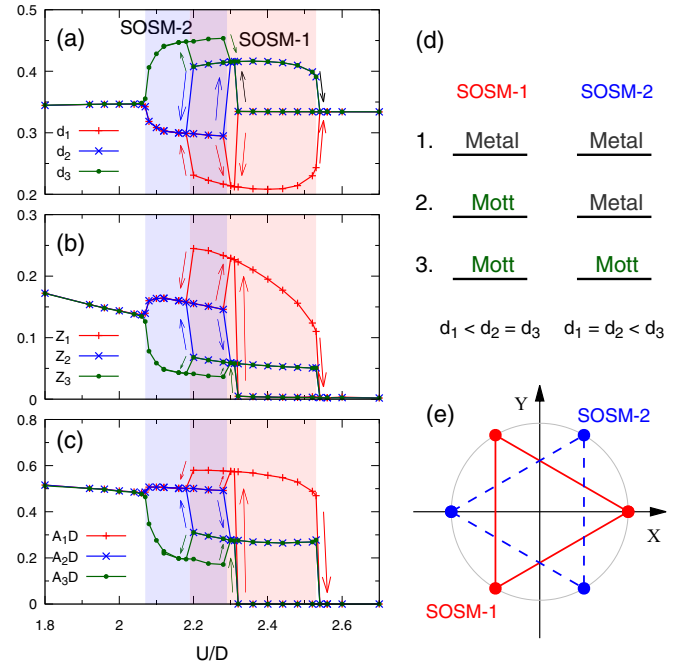 (a)
SOSM-2
SOSM-1
0.5
0.4
0.3
0.2
d1
d2
d3
(b)
0.3
0.2
0.1
0
Z1
Z2
Z3
(c)
0.8
0.6
0.4
0.2
0
A1D
A2D
A3D
1.8
2
2.2
2.4
2.6
U/D
(d)
SOSM-1 SOSM-2
1. Metal Metal
2. Mott Metal
3. Mott Mott
d1 < d2 = d3 d1 = d2 < d3
(e)
Y
SOSM-2
X
SOSM-1